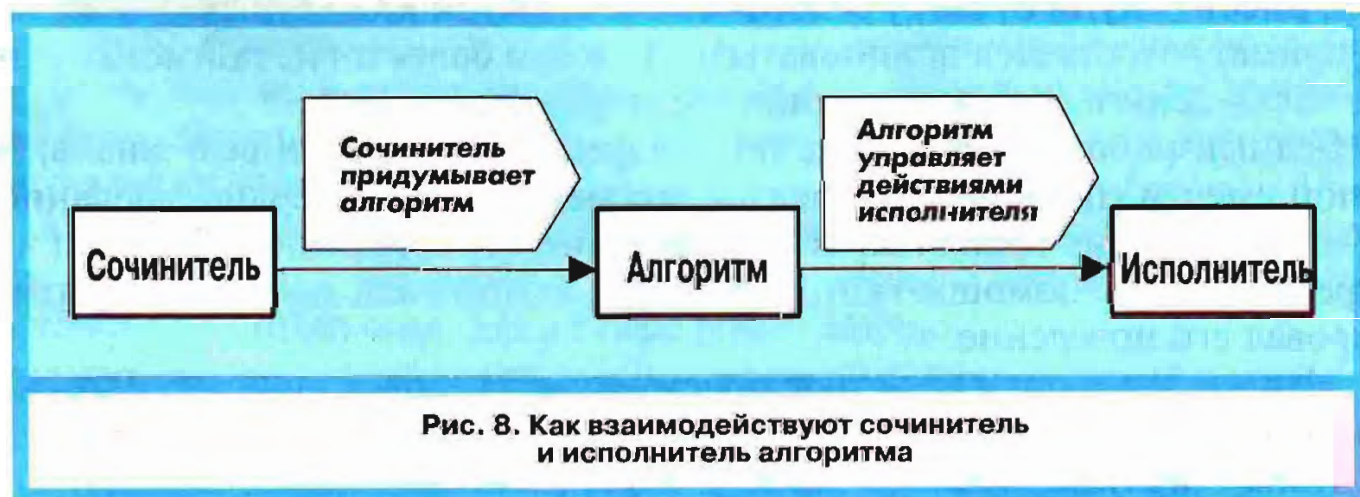 Сочинитель
придумывает
алгоритм
Алгоритм
управляет
действиями
исполнителя
Сочинитель
Алгоритм
Исполнитель
Рис. 8. Как взаимодействуют сочинитель
и исполнитель алгоритма